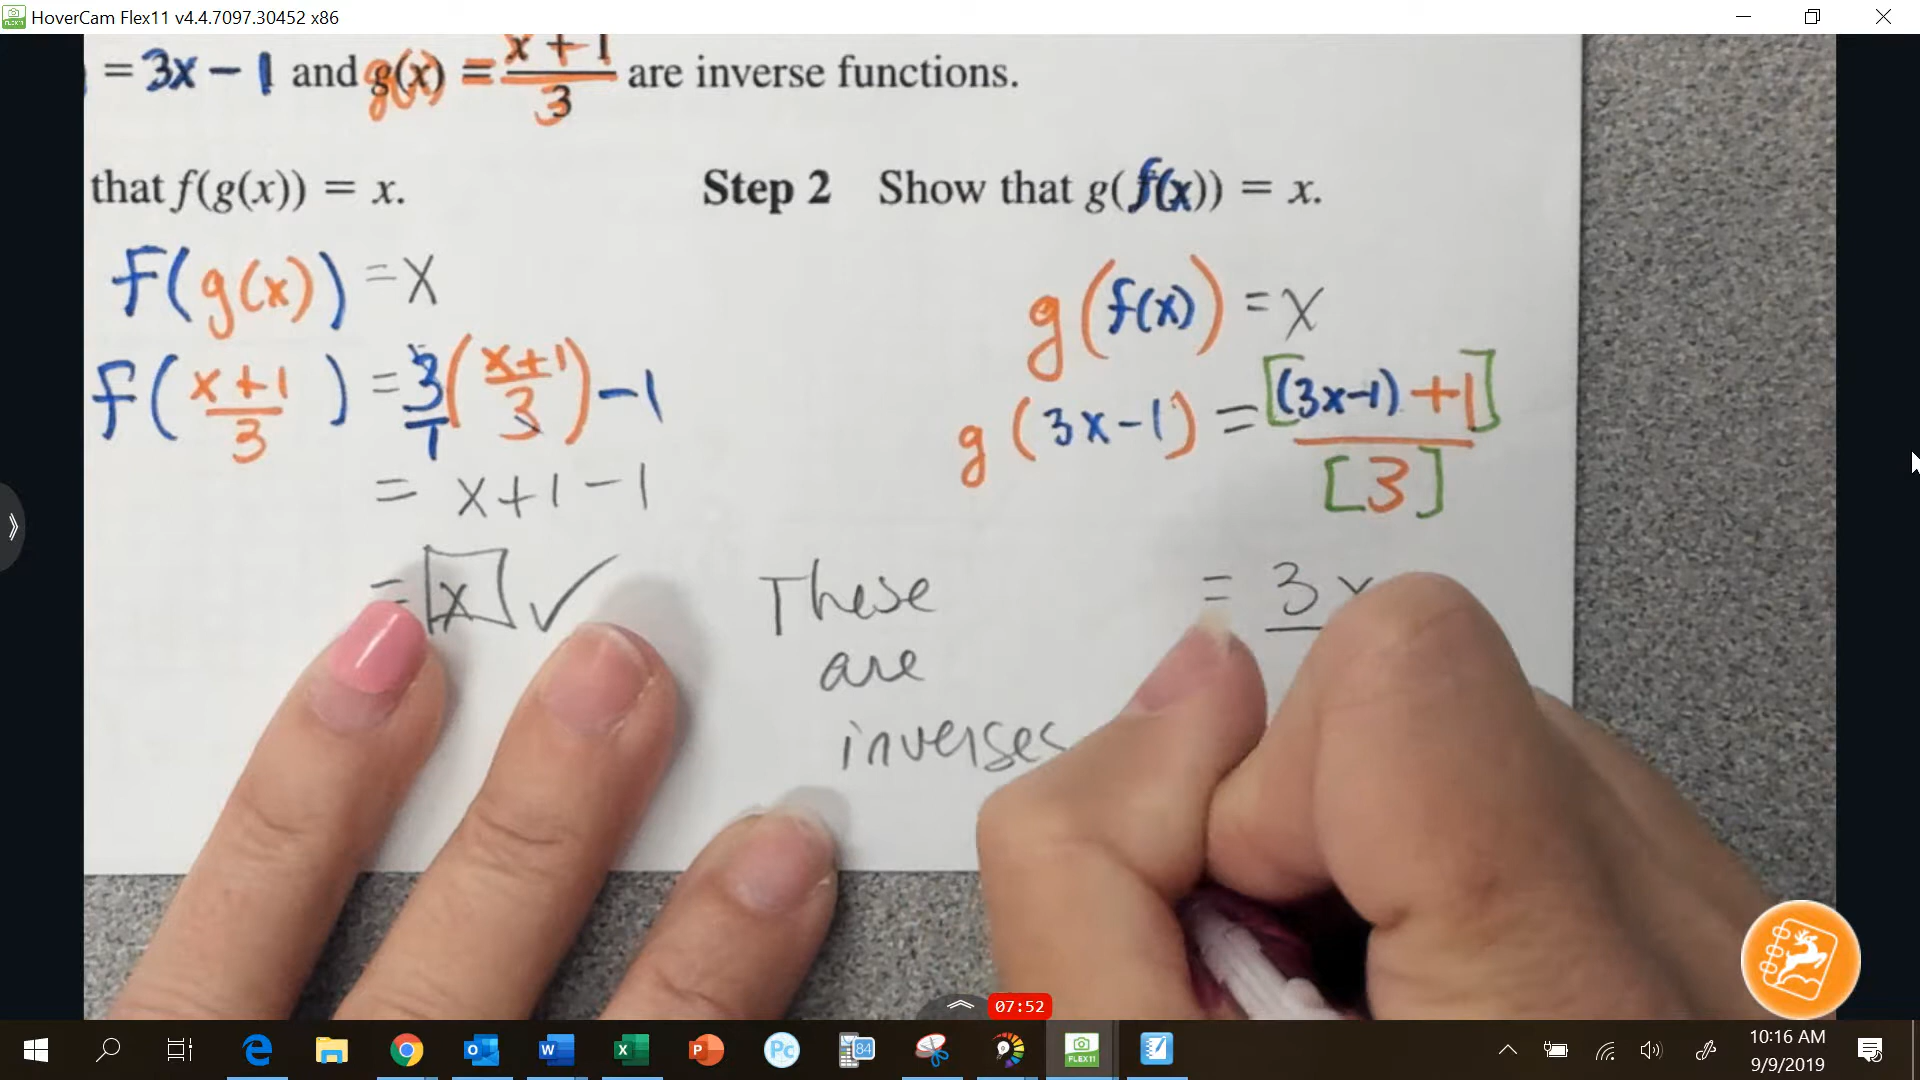 HoverCam Flex11 v4.4.7097.30452 x86
= 3x - 1 and g(x) = x + 1 / 3 are inverse functions.
that f(g(x)) = x.
f(g(x)) = x
f(x+1/3) = 3/1(x+1/3) - 1
= x+1-1
= x ✓
Step 2 Show that g(f(x)) = x.
g(f(x)) = x
g(3x-1) = [(3x-1)+1]/[3]
= 3x
These
are
inverses
07:52
84
FLEX11
10:16 AM
9/9/2019